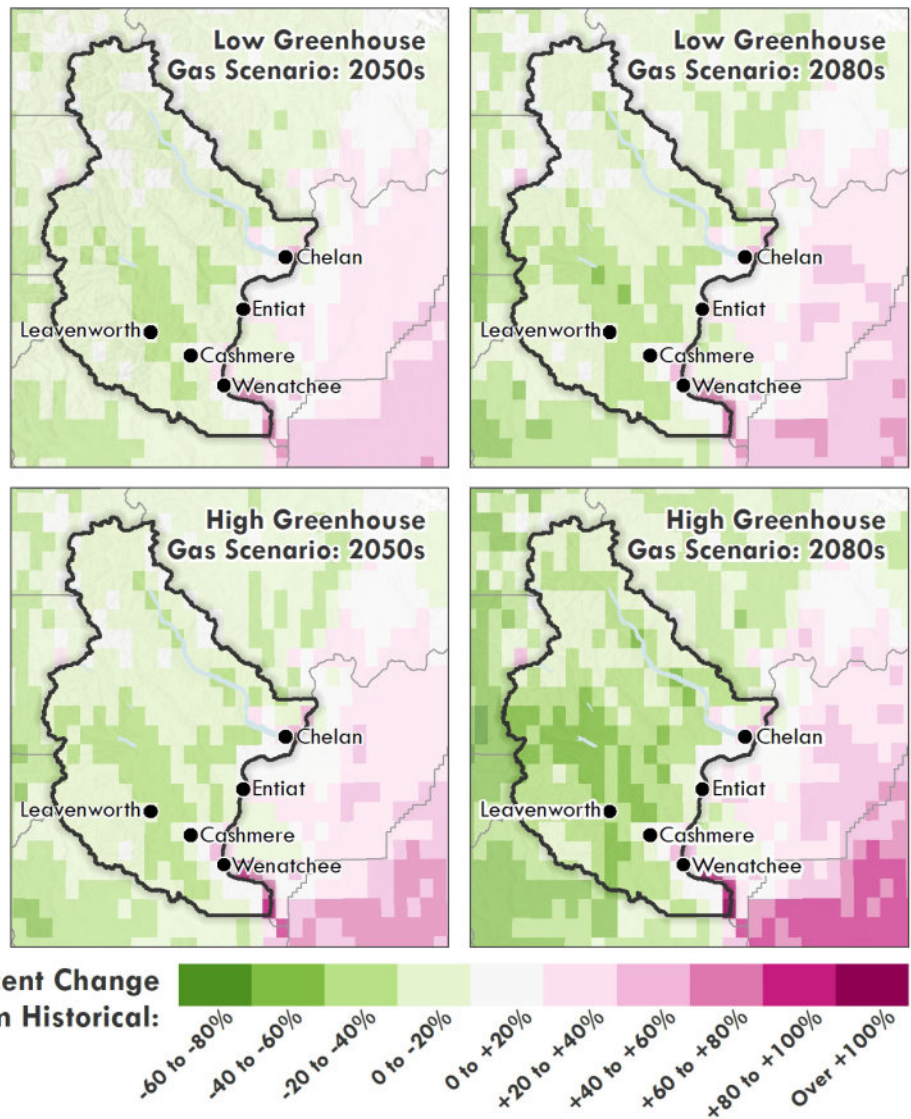 Low Greenhouse
Gas Scenario: 2050s
Chelan
Entiat
Leavenworth
Cashmere
Wenatchee
Low Greenhouse
Gas Scenario: 2080s
Chelan
Entiat
Leavenworth
Cashmere
Wenatchee
High Greenhouse
Gas Scenario: 2050s
Chelan
Entiat
Leavenworth
Cashmere
Wenatchee
High Greenhouse
Gas Scenario: 2080s
Chelan
Entiat
Leavenworth
Cashmere
Wenatchee
Change
Historical:
-60 to -80%
-40 to -60%
-20 to -40%
0 to -20%
0 to +20%
+20 to +40%
+40 to +60%
+60 to +80%
+80 to +100%
Over +100%